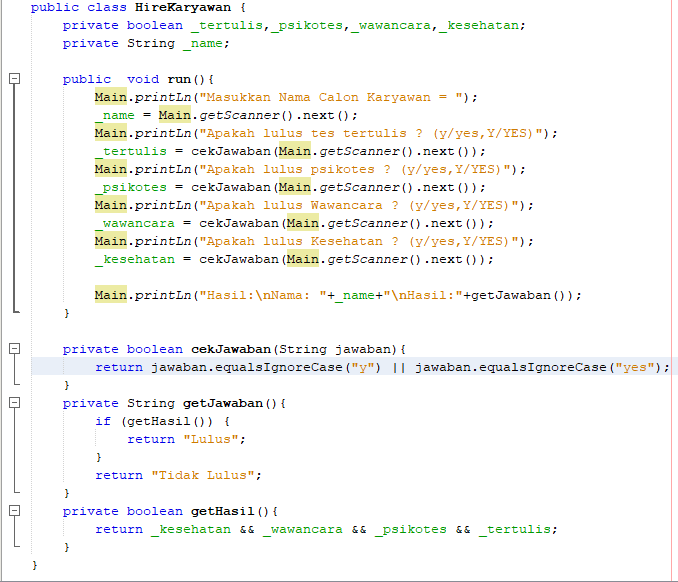 public class HireKaryawan {
private boolean _tertulis,_psikotes,_wawancara,_kesehatan;
private String _name;
public  void run(){
Main.printLn("Masukkan Nama Calon Karyawan = ");
_name = Main.getScanner().next();
Main.printLn("Apakah lulus tes tertulis ? (y/yes,Y/YES)");
_tertulis = cekJawaban(Main.getScanner().next());
Main.printLn("Apakah lulus psikotes ? (y/yes,Y/YES)");
_psikotes = cekJawaban(Main.getScanner().next());
Main.printLn("Apakah lulus Wawancara ? (y/yes,Y/YES)");
_wawancara = cekJawaban(Main.getScanner().next());
Main.printLn("Apakah lulus Kesehatan ? (y/yes,Y/YES)");
_kesehatan = cekJawaban(Main.getScanner().next());
Main.printLn("Hasil:\nNama: "+_name+"\nHasil:"+getJawaban());
}
private boolean cekJawaban(String jawaban){
return jawaban.equalsIgnoreCase("y") || jawaban.equalsIgnoreCase("yes");
}
private String getJawaban(){
if (getHasil()) {
return "Lulus";
}
return "Tidak Lulus";
}
private boolean getHasil(){
return _kesehatan && _wawancara && _psikotes && _tertulis;
}
}